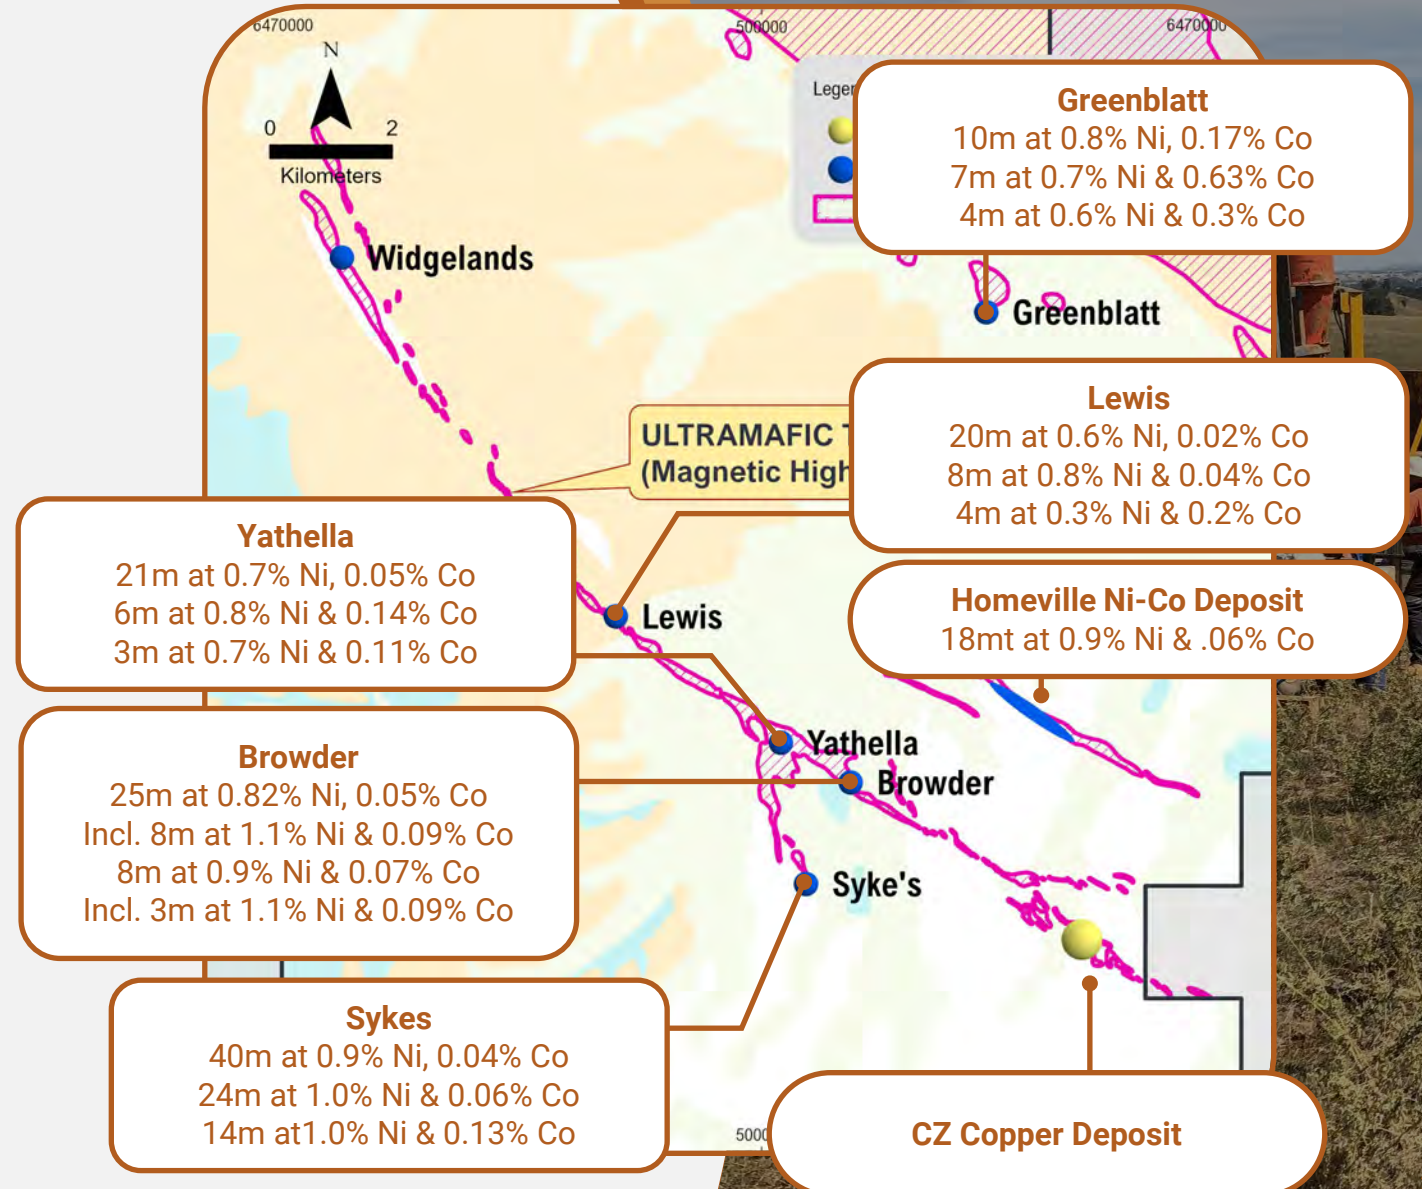 6470000
500000
6470000
N
0 2
Kilometers
Greenblatt
10m at 0.8% Ni, 0.17% Co
7m at 0.7% Ni & 0.63% Co
4m at 0.6% Ni & 0.3% Co
Widgelands
Greenblatt
ULTRAMAFIC
(Magnetic High
Lewis
20m at 0.6% Ni, 0.02% Co
8m at 0.8% Ni & 0.04% Co
4m at 0.3% Ni & 0.2% Co
Yathella
21m at 0.7% Ni, 0.05% Co
6m at 0.8% Ni & 0.14% Co
3m at 0.7% Ni & 0.11% Co
Lewis
Homeville Ni-Co Deposit
18mt at 0.9% Ni & .06% Co
Yathella
Browder
Browder
25m at 0.82% Ni, 0.05% Co
Incl. 8m at 1.1% Ni & 0.09% Co
8m at 0.9% Ni & 0.07% Co
Incl. 3m at 1.1% Ni & 0.09% Co
Syke's
Sykes
40m at 0.9% Ni, 0.04% Co
24m at 1.0% Ni & 0.06% Co
14m at1.0% Ni & 0.13% Co
CZ Copper Deposit